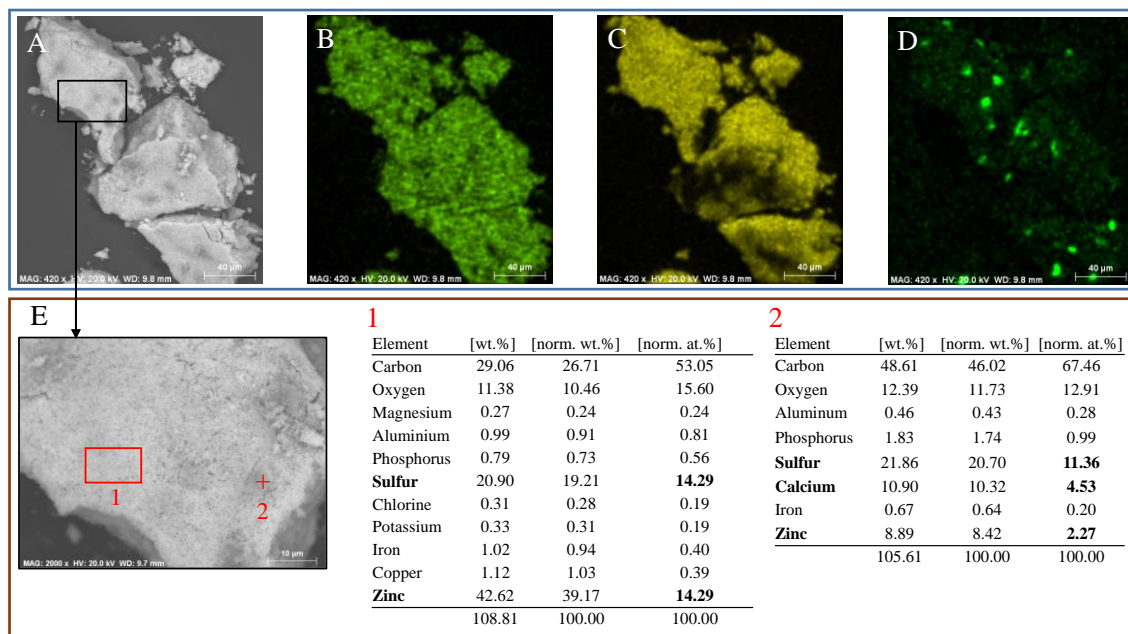 A
B
C
D
MAG: 420 x HV: 20.0 kV WD: 9.8 mm
40 µm
MAG: 420 x HV: 20.0 kV WD: 9.8 mm
40 µm
MAG: 420 x HV: 20.0 kV WD: 9.8 mm
40 µm
MAG: 420 x HV: 20.0 kV WD: 9.8 mm
40 µm
E
1
2
MAG: 2000 x HV: 20.0 kV WD: 9.7 mm
10 µm
1
Element [wt.%] [norm. wt.%] [norm. at.%]
Carbon 29.06 26.71 53.05
Oxygen 11.38 10.46 15.60
Magnesium 0.27 0.24 0.24
Aluminium 0.99 0.91 0.81
Phosphorus 0.79 0.73 0.56
Sulfur 20.90 19.21 14.29
Chlorine 0.31 0.28 0.19
Potassium 0.33 0.31 0.19
Iron 1.02 0.94 0.40
Copper 1.12 1.03 0.39
Zinc 42.62 39.17 14.29
108.81 100.00 100.00
2
Element [wt.%] [norm. wt.%] [norm. at.%]
Carbon 48.61 46.02 67.46
Oxygen 12.39 11.73 12.91
Aluminum 0.46 0.43 0.28
Phosphorus 1.83 1.74 0.99
Sulfur 21.86 20.70 11.36
Calcium 10.90 10.32 4.53
Iron 0.67 0.64 0.20
Zinc 8.89 8.42 2.27
105.61 100.00 100.00